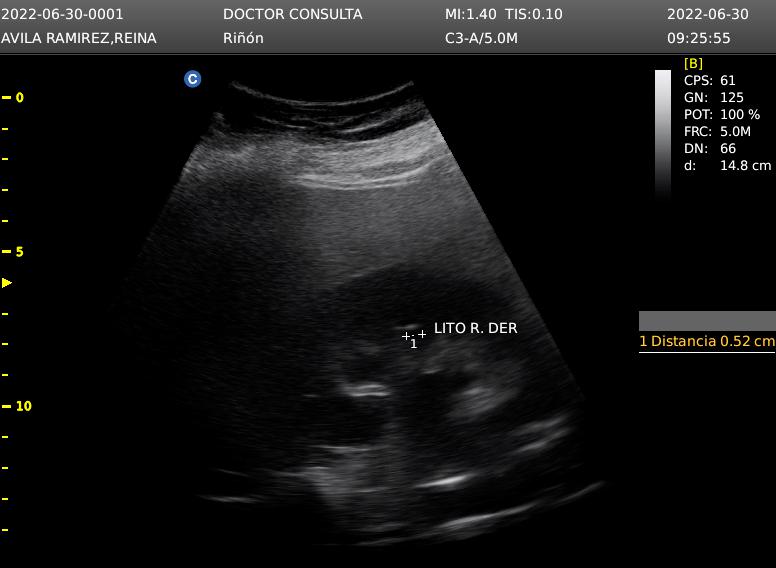 2022-06-30-0001 DOCTOR CONSULTA MI:1.40 TIS:0.10 2022-06-30
AVILA RAMIREZ,REINA Riñón C3-A/5.0M 09:25:55
C
[B]
CPS: 61
GN: 125
POT: 100 %
FRC: 5.0M
DN: 66
d: 14.8 cm
0
5
10
LITO R. DER
1
1 Distancia 0.52 cm